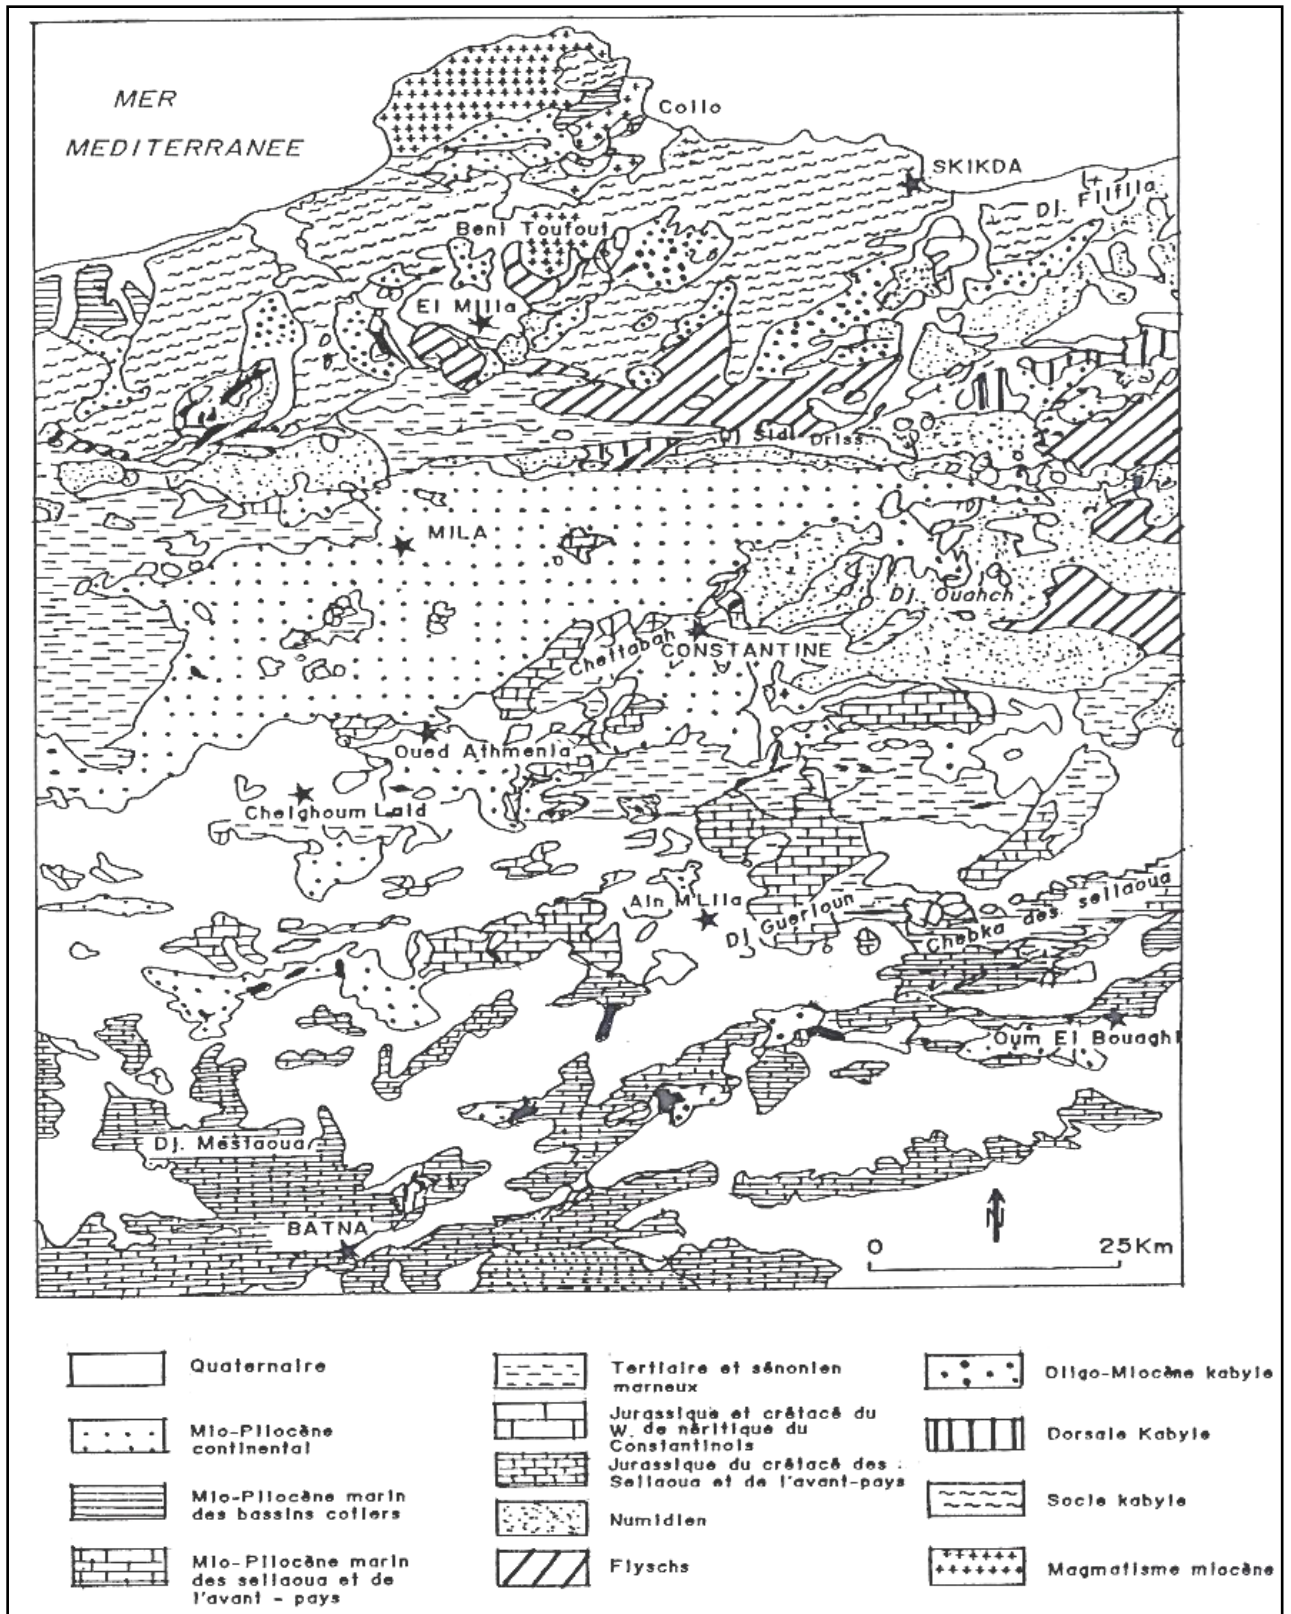 MER
MEDITERRANEE
Collo
SKIKDA
Dj. Filfila
Beni Toufout
El Milia
Dj Sidi Driss
MILA
Dj. Ouahch
Chettabah
CONSTANTINE
Oued Athmenia
Chelghoum Laid
Ain M'Lila
Dj Guerioun
Chebka des. sellaoua
Oum El Bouaghi
Dj. Mestaoua
BATNA
N
0 25Km
Quaternaire
Mio-Pliocène
continental
Mio-Pliocène marin
des bassins cotiers
Mio-Pliocène marin
des sellaoua et de
l'avant - pays
Tertiaire et sénonien
marneux
Jurassique et crétacé du
W. de néritique du
Constantinois
Jurassique du crétacé des :
Sellaoua et de l'avant-pays
Numidien
Flyschs
Oligo-Miocène kabyle
Dorsale Kabyle
Socle kabyle
Magmatisme miocène